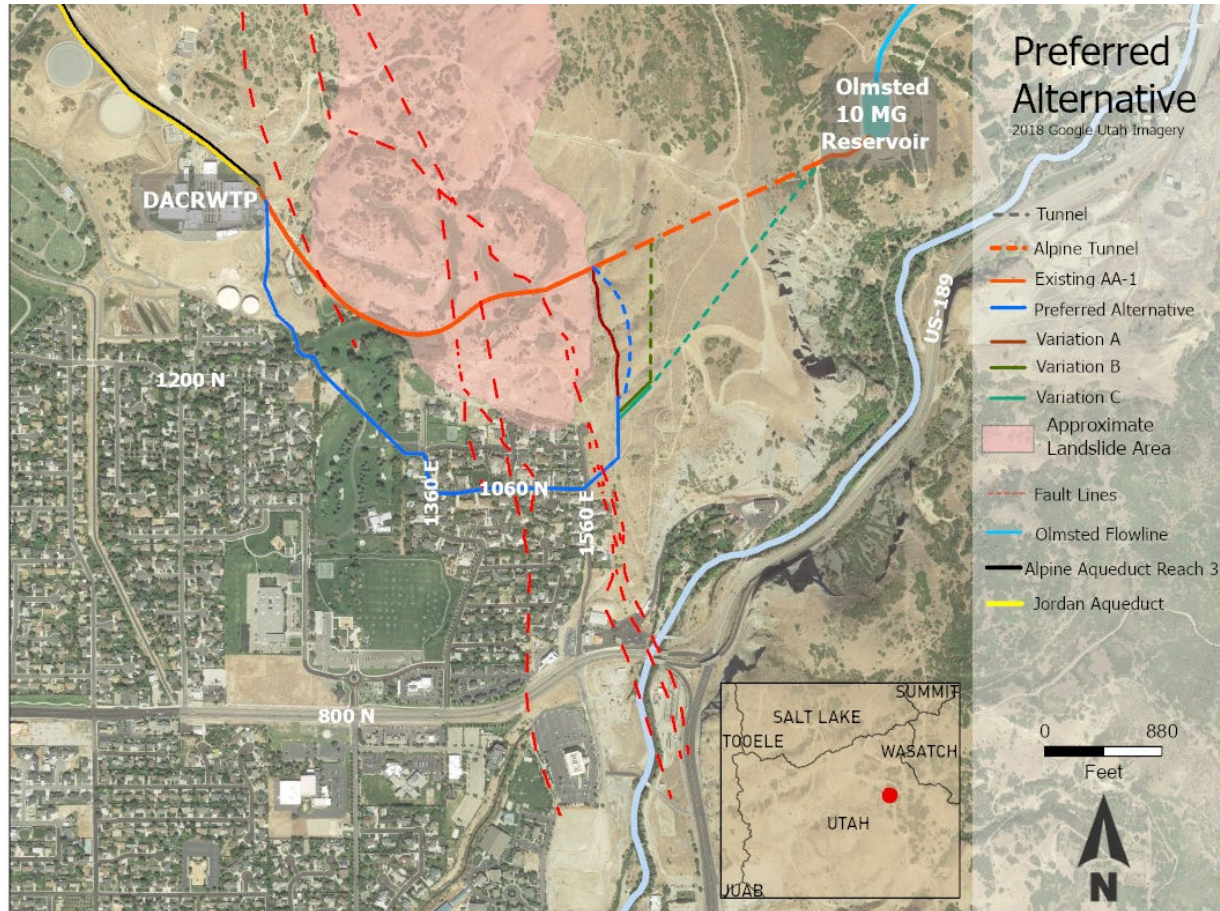 Preferred
Alternative
2018 Google Utah Imagery
Olmsted
10 MG
Reservoir
DACRWTP
Tunnel
Alpine Tunnel
Existing AA-1
Preferred Alternative
Variation A
Variation B
Variation C
Approximate
Landslide Area
Fault Lines
Olmsted Flowline
Alpine Aqueduct Reach 3
Jordan Aqueduct
US-189
1200 N
1360 E
1060 N
1560 E
800 N
SUMMIT
SALT LAKE
TOOELE
WASATCH
UTAH
JUAB
0 880
Feet
N